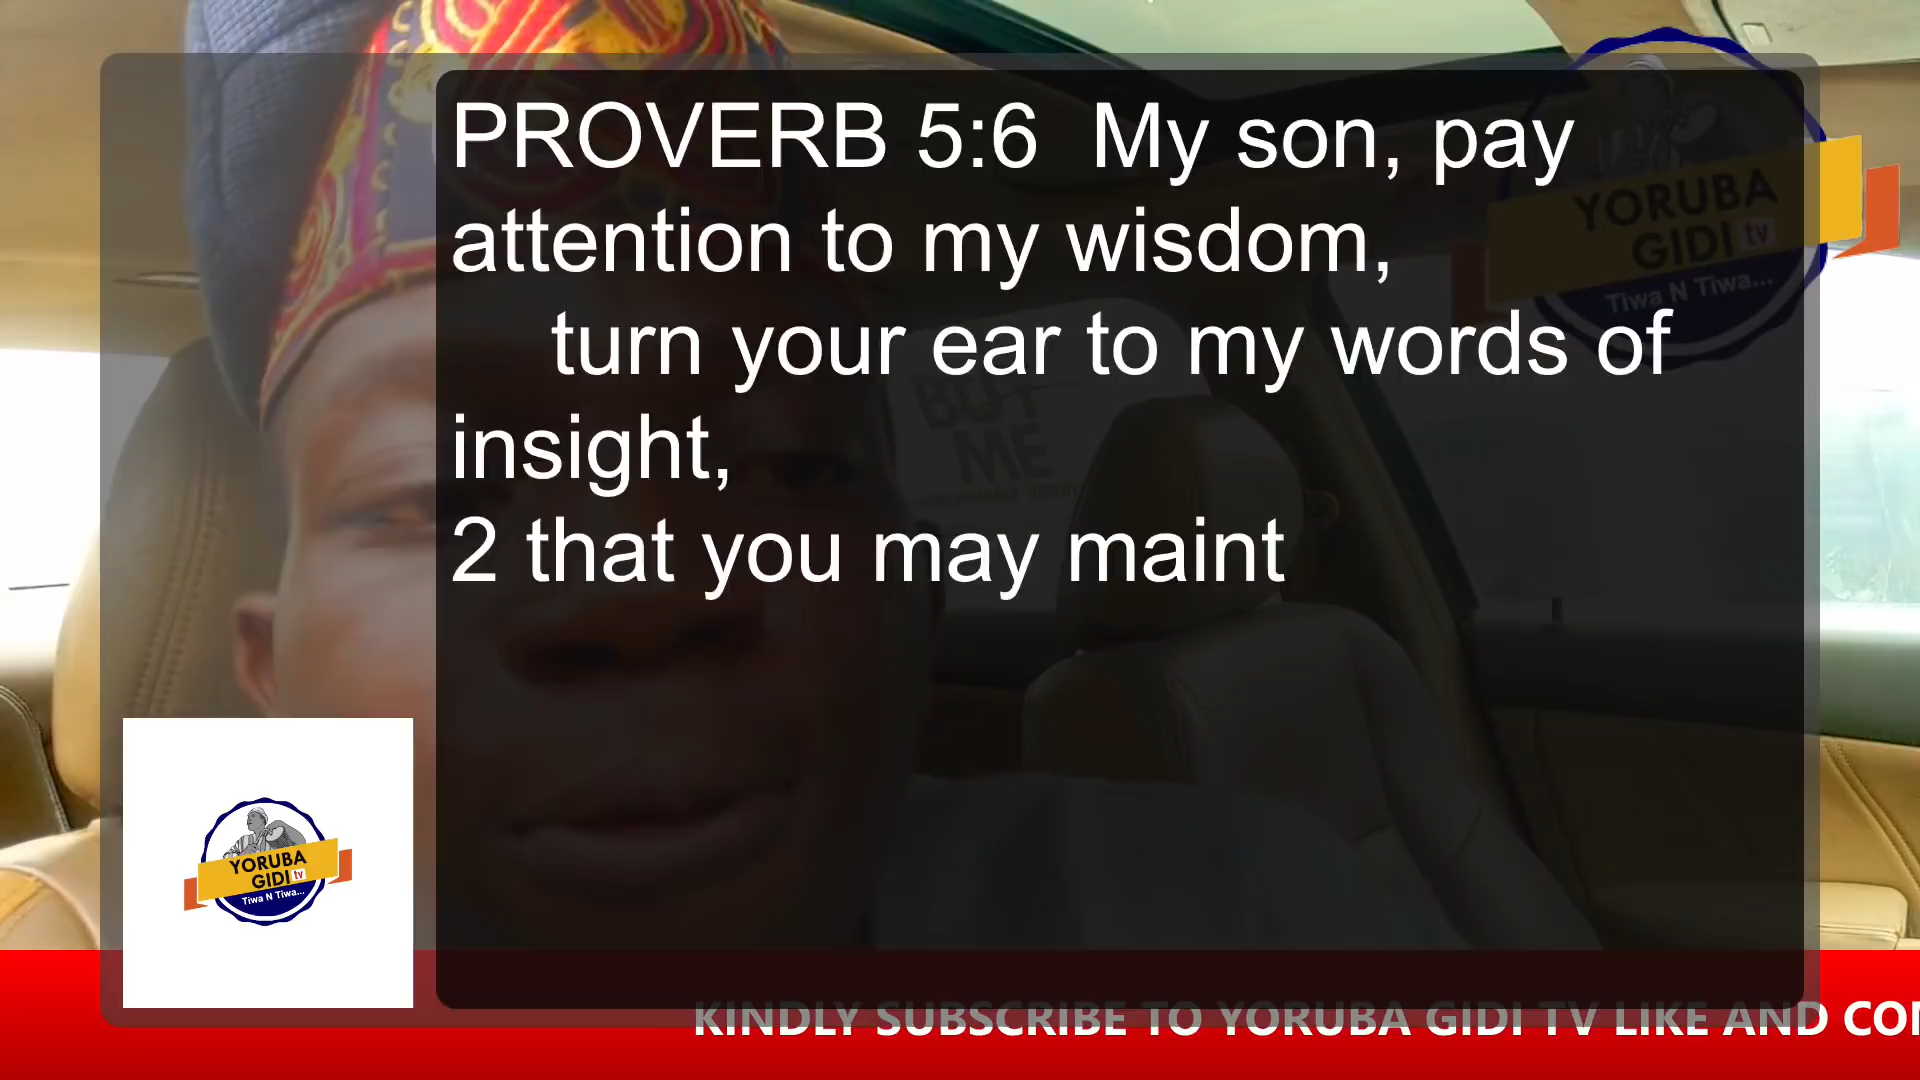 PROVERB 5:6  My son, pay
attention to my wisdom,
turn your ear to my words of
insight,
2 that you may maint
YORUBA
GIDI tv
Tiwa N Tiwa...
BUY
ME
YORUBA
GIDI tv
Tiwa N Tiwa...
KINDLY SUBSCRIBE TO YORUBA GIDI TV LIKE AND CO